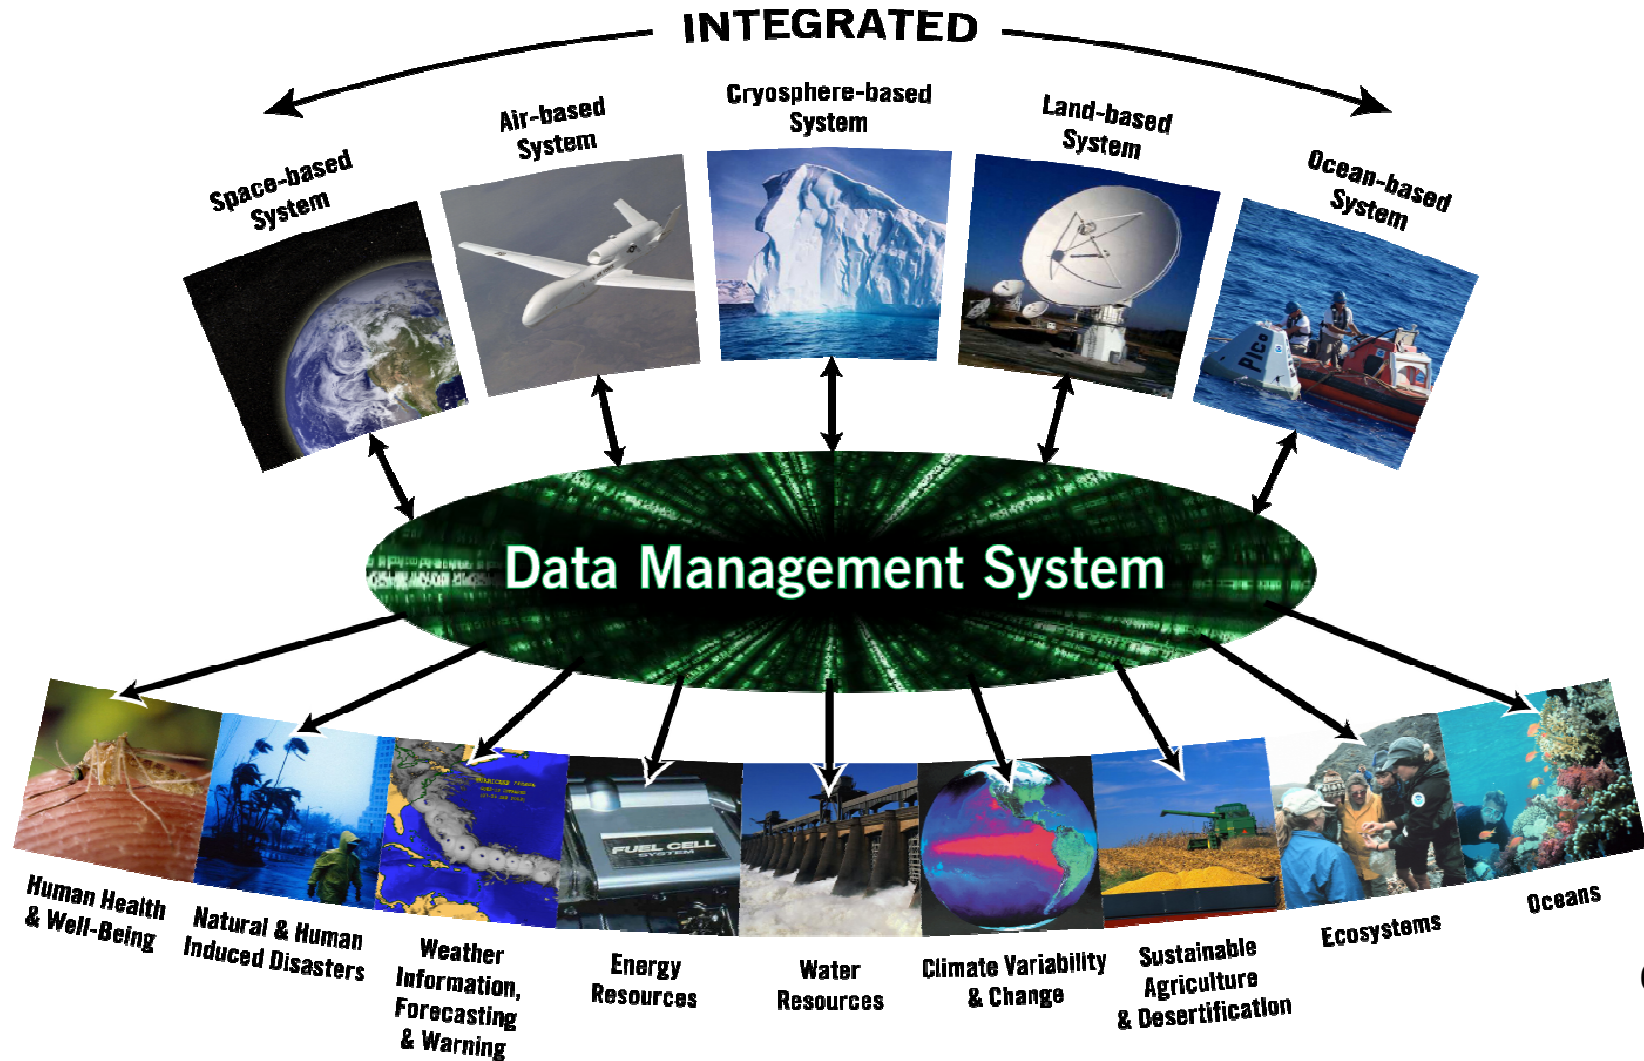 INTEGRATED
Space-based
System
Air-based
System
Cryosphere-based
System
Land-based
System
Ocean-based
System
PICO
Data Management System
FUEL CELL
SYSTEM
Human Health
& Well-Being
Natural & Human
Induced Disasters
Weather
Information,
Forecasting
& Warning
Energy
Resources
Water
Resources
Climate Variability
& Change
Sustainable
Agriculture
& Desertification
Ecosystems
Oceans